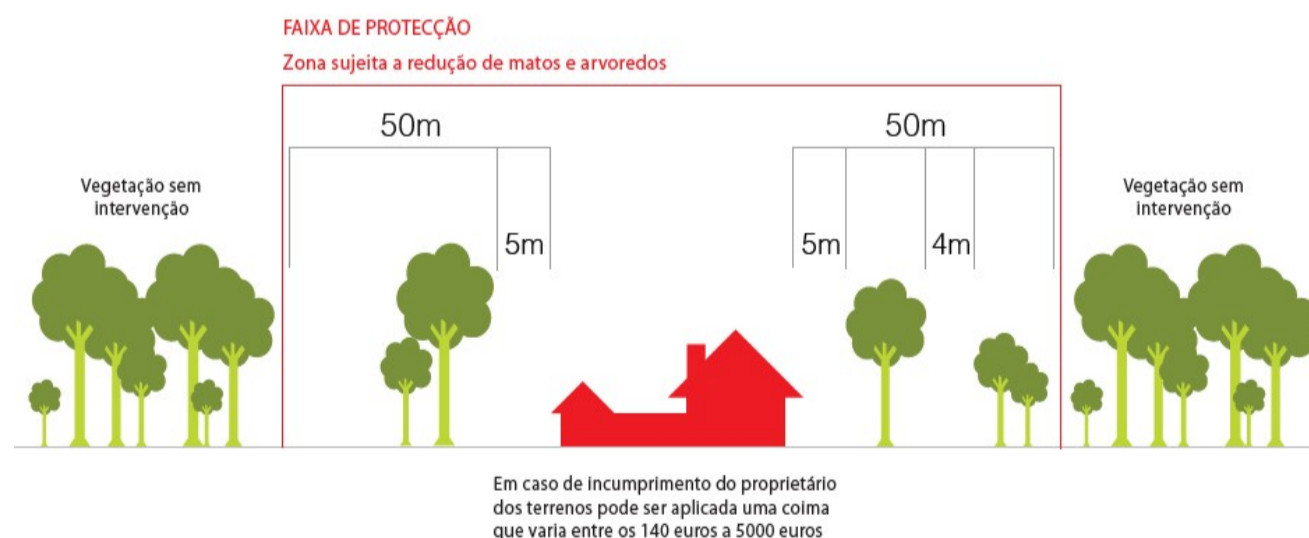 FAIXA DE PROTECÇÃO
Zona sujeita a redução de matos e arvoredos
50m
50m
Vegetação sem
intervenção
Vegetação sem
intervenção
5m
5m
4m
Em caso de incumprimento do proprietário
dos terrenos pode ser aplicada uma coima
que varia entre os 140 euros a 5000 euros